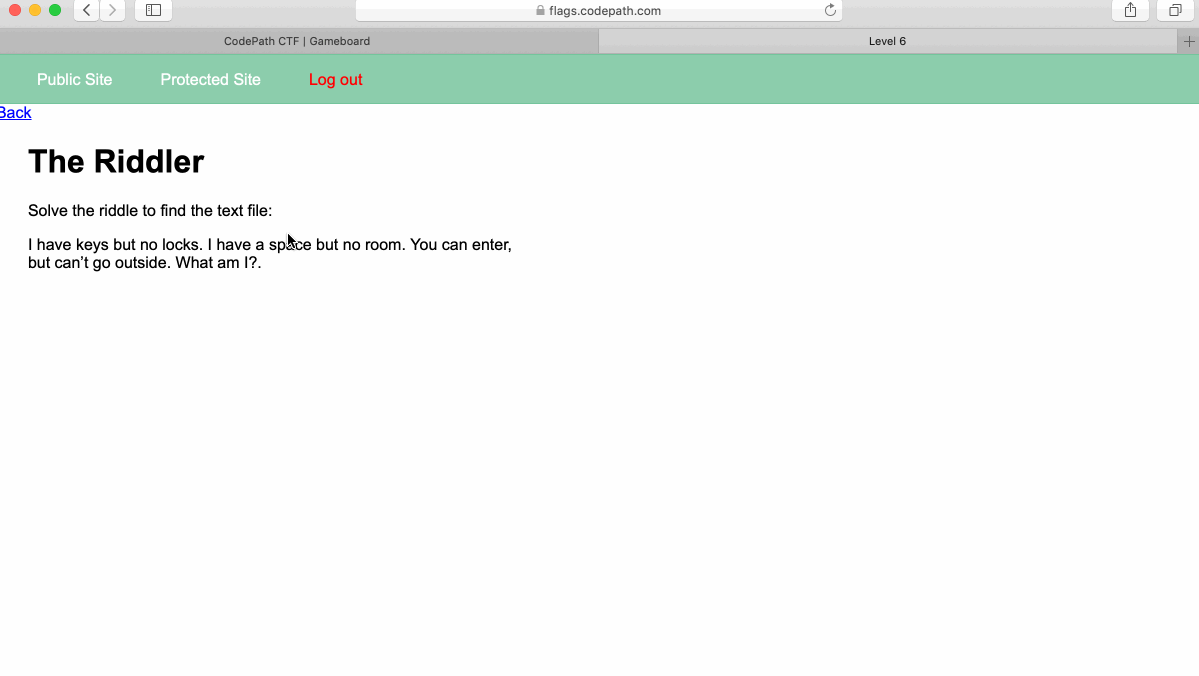 flags.codepath.com
CodePath CTF | Gameboard
Level 6
Public Site
Protected Site
Log out
Back
The Riddler
Solve the riddle to find the text file:
I have keys but no locks. I have a space but no room. You can enter,
but can’t go outside. What am I?.